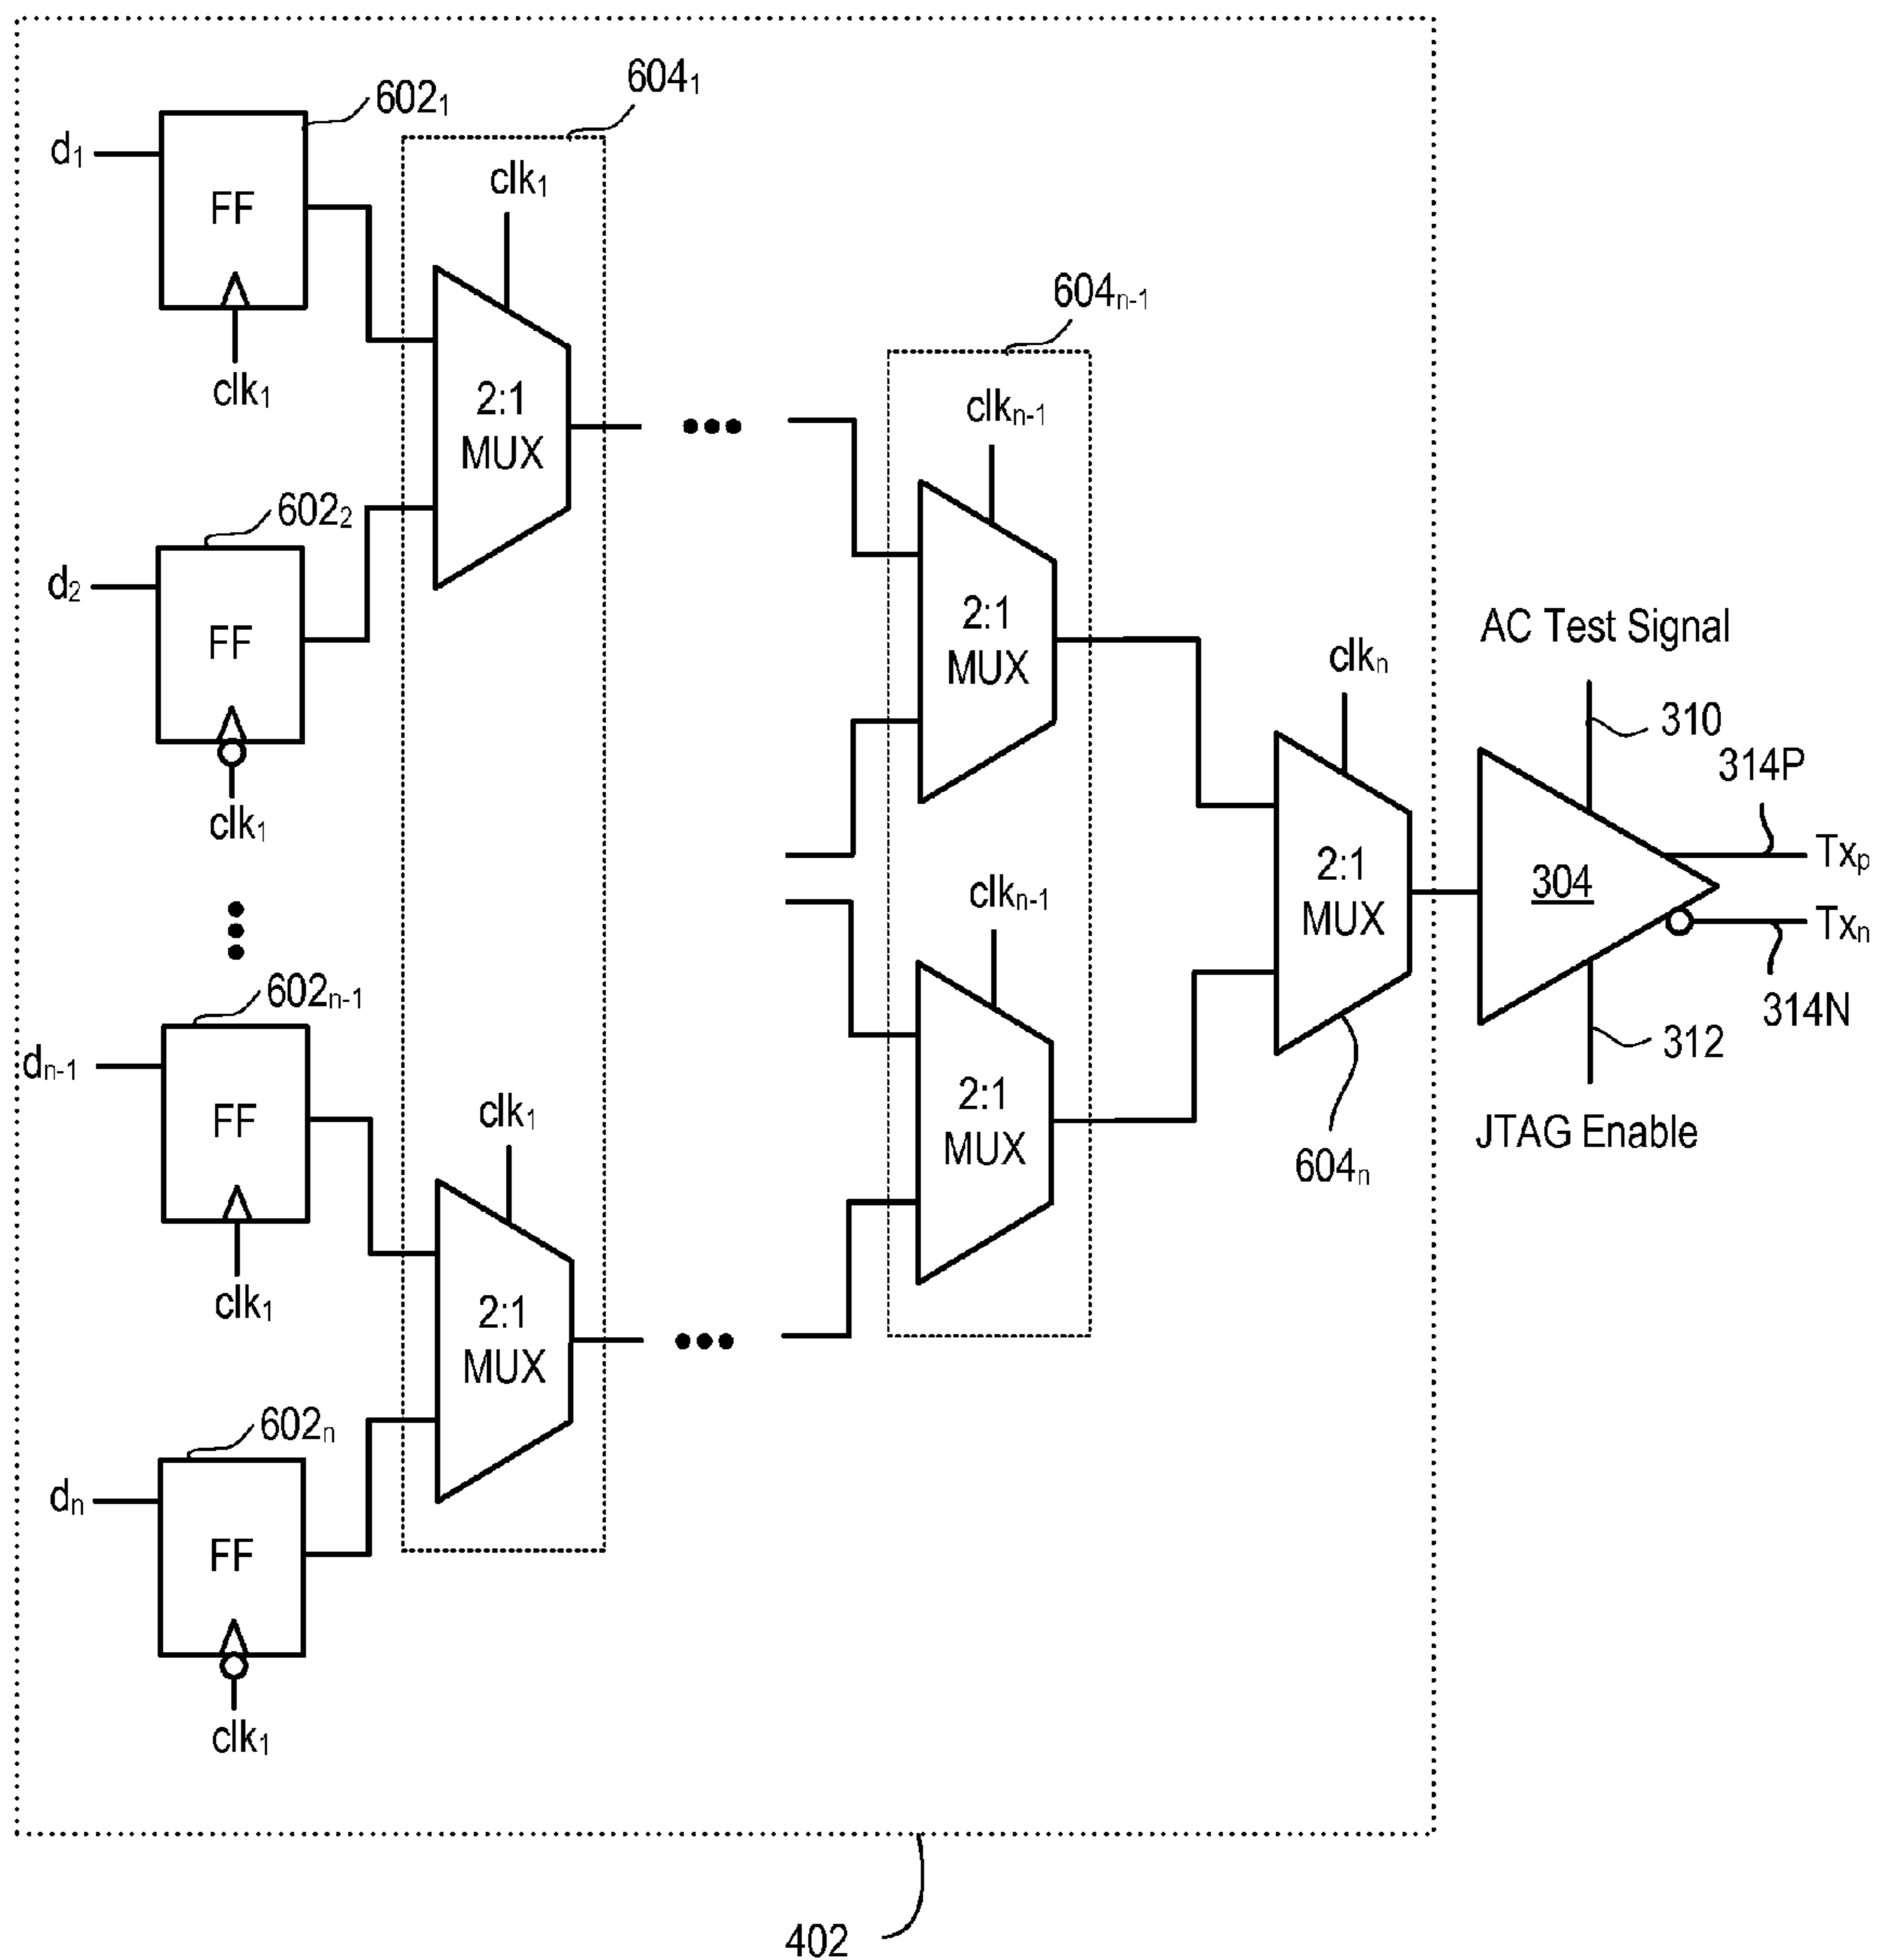 604₁
602₁
d₁
FF
clk₁
clk₁
2:1
MUX
602₂
d₂
FF
clk₁
604ₙ₋₁
clkₙ₋₁
2:1
MUX
clkₙ₋₁
2:1
MUX
clkₙ
2:1
MUX
604ₙ
AC Test Signal
310
314P
Txₚ
304
Txₙ
314N
312
JTAG Enable
602ₙ₋₁
dₙ₋₁
FF
clk₁
clk₁
2:1
MUX
602ₙ
dₙ
FF
clk₁
402